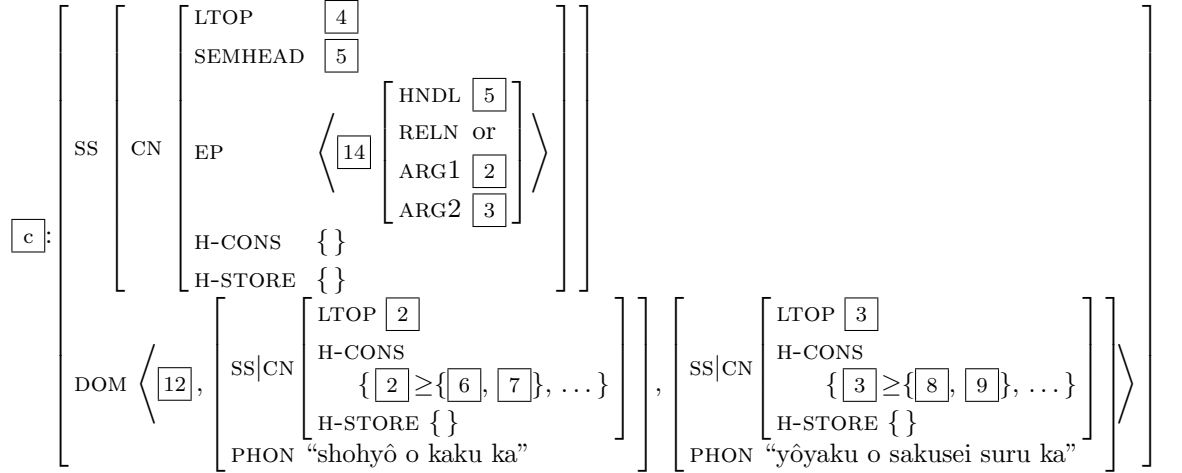 LTOP 4
SEMHEAD 5
HNDL 5
RELN or
c : SS CN EP ⟨ 14 ARG1 2 ⟩
ARG2 3
H-CONS {}
H-STORE {}
LTOP 2 LTOP 3
DOM ⟨ 12 , SS|CN H-CONS , SS|CN H-CONS ⟩
{ 2 ≥{ 6 , 7 }, ...} { 3 ≥{ 8 , 9 }, ...}
H-STORE {} H-STORE {}
PHON “shohyô o kaku ka” PHON “yôyaku o sakusei suru ka”